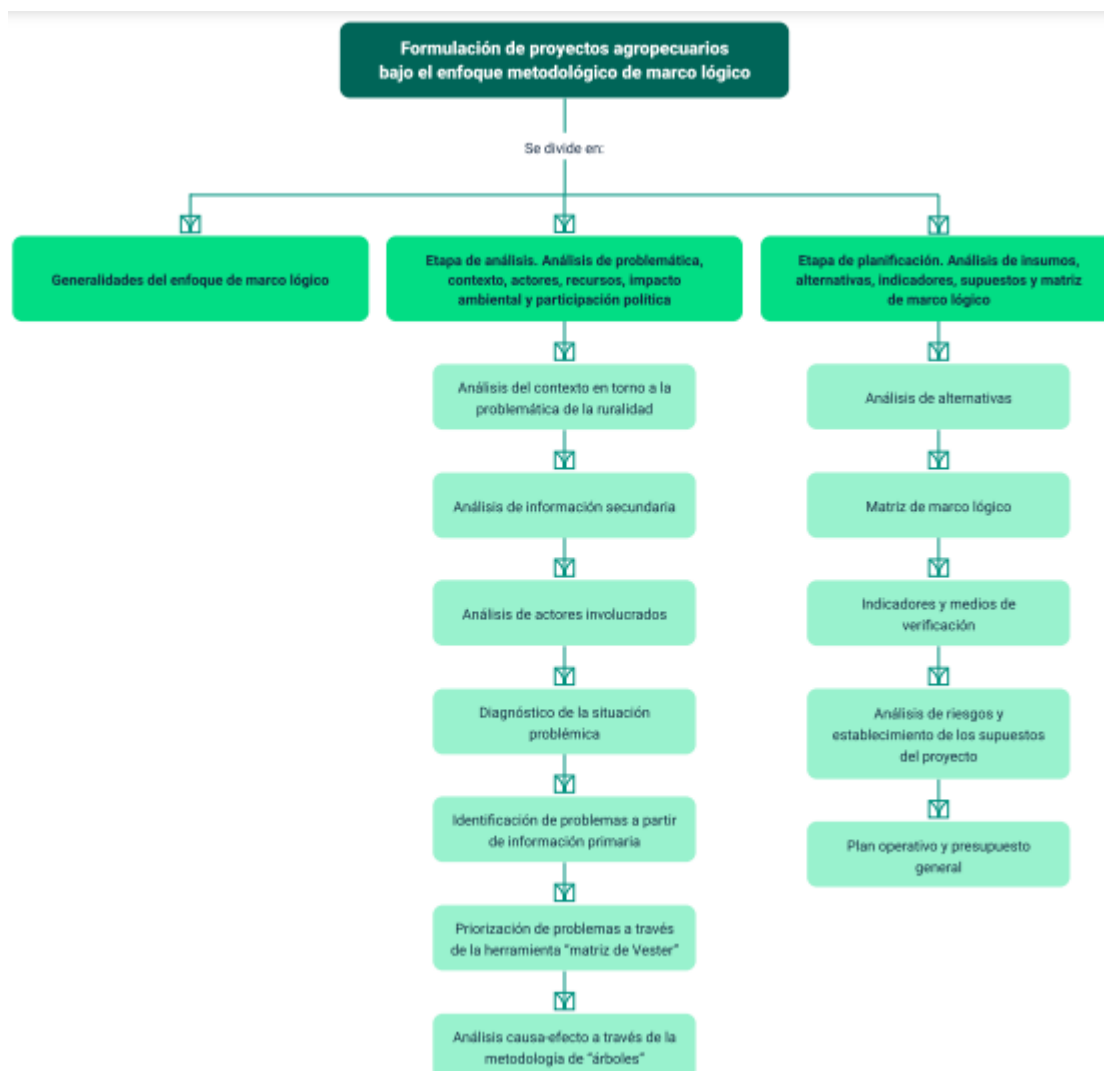 Formulación de proyectos agropecuarios
bajo el enfoque metodológico de marco lógico
Se divide en:
Generalidades del enfoque de marco lógico
Etapa de análisis. Análisis de problemática,
contexto, actores, recursos, impacto
ambiental y participación política
Etapa de planificación. Análisis de insumos,
alternativas, indicadores, supuestos y matriz
de marco lógico
Análisis del contexto en torno a la
problemática de la ruralidad
Análisis de información secundaria
Análisis de actores involucrados
Diagnóstico de la situación
problémica
Identificación de problemas a partir
de información primaria
Priorización de problemas a través
de la herramienta “matriz de Vester”
Análisis causa-efecto a través de la
metodología de “árboles”
Análisis de alternativas
Matriz de marco lógico
Indicadores y medios de
verificación
Análisis de riesgos y
establecimiento de los supuestos
del proyecto
Plan operativo y presupuesto
general